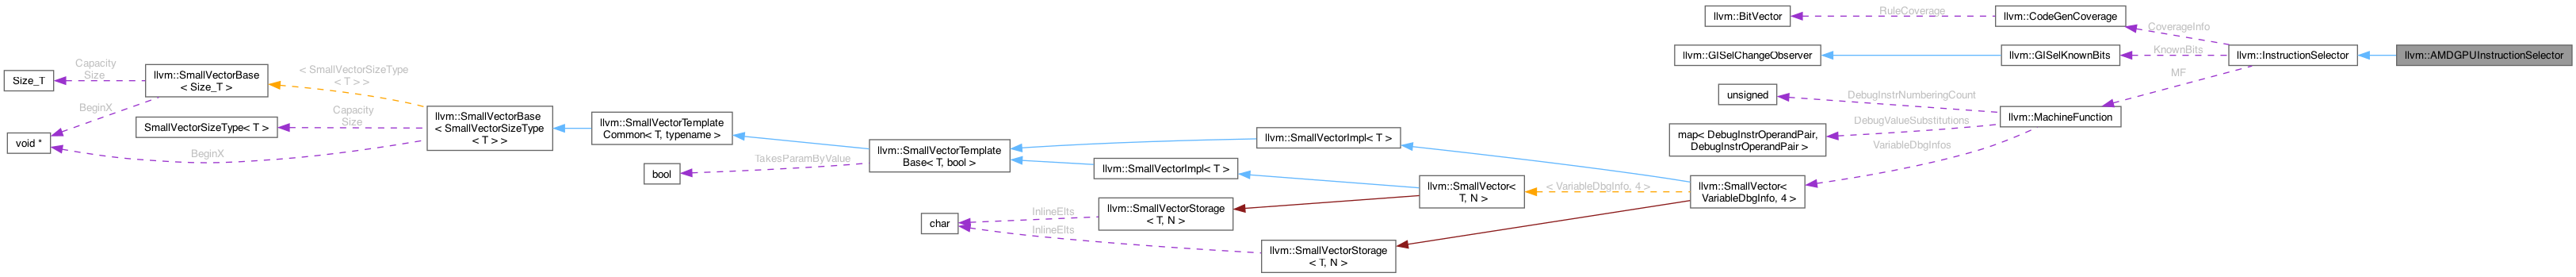 Size_T
void *
Capacity
Size
BeginX
llvm::SmallVectorBase
< Size_T >
SmallVectorSizeType< T >
< SmallVectorSizeType
< T > >
Capacity
Size
BeginX
llvm::SmallVectorBase
< SmallVectorSizeType
< T > >
llvm::SmallVectorTemplate
Common< T, typename >
bool
TakesParamByValue
llvm::SmallVectorTemplate
Base< T, bool >
char
InlineElts
InlineElts
llvm::SmallVectorImpl< T >
llvm::SmallVectorImpl< T >
llvm::SmallVectorStorage
< T, N >
llvm::SmallVectorStorage
< T, N >
llvm::SmallVector<
T, N >
< VariableDbgInfo, 4 >
llvm::SmallVector<
VariableDbgInfo, 4 >
llvm::BitVector
RuleCoverage
llvm::CodeGenCoverage
CoverageInfo
llvm::GISelChangeObserver
llvm::GISelKnownBits
KnownBits
llvm::InstructionSelector
llvm::AMDGPUInstructionSelector
MF
unsigned
DebugInstrNumberingCount
map< DebugInstrOperandPair,
DebugInstrOperandPair >
DebugValueSubstitutions
VariableDbgInfos
llvm::MachineFunction